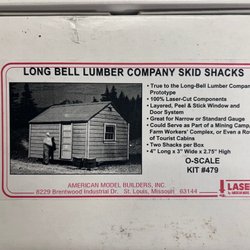 LONG BELL LUMBER COMPANY SKID SHACKS
• True to the Long-Bell Lumber Company
Prototype
• 100% Laser-Cut Components
• Layered, Peel & Stick Window and
Door System
• Great for Narrow or Standard Gauge
• Could Serve as Part of a Mining Camp,
Farm Workers' Complex, or Even a Row
of Tourist Cabins
• Two Shacks per Box
• 4" Long x 3" Wide x 2.75" High
O-SCALE
KIT #479
AMERICAN MODEL BUILDERS, INC.
8229 Brentwood Industrial Dr. St. Louis, Missouri 63144
LASE